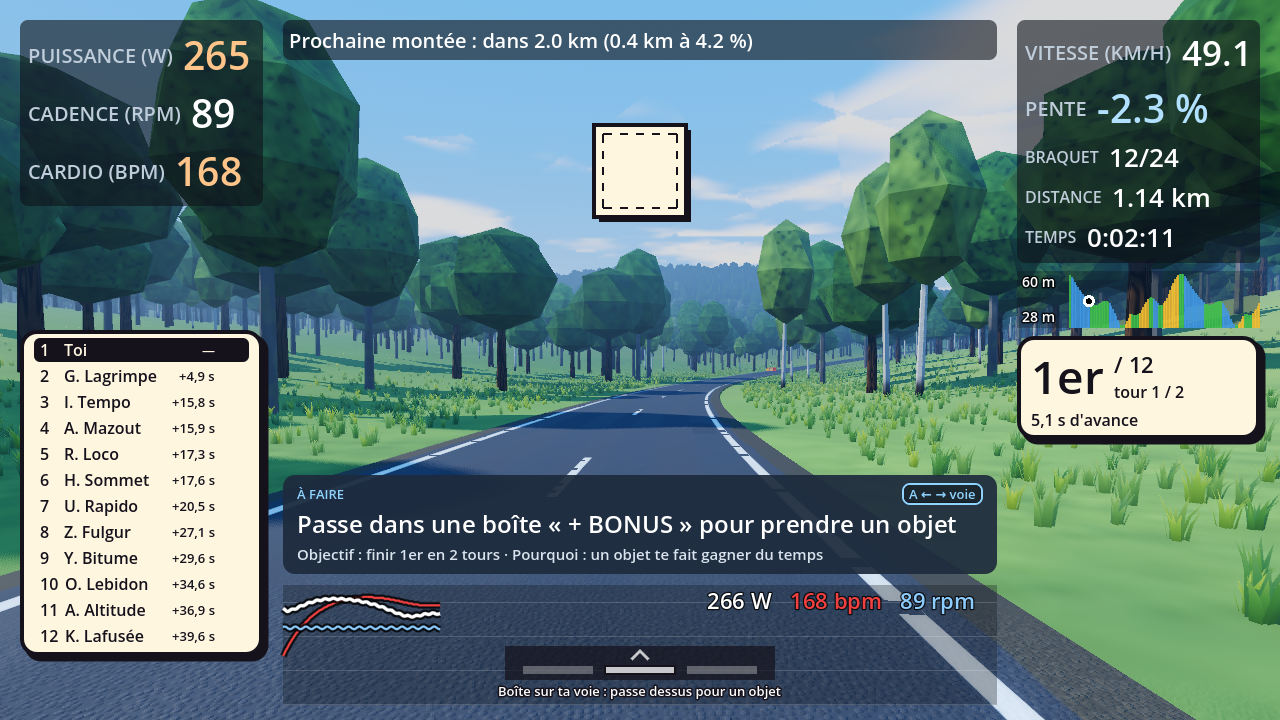 PUISSANCE (W) 265
CADENCE (RPM) 89
CARDIO (BPM) 168
Prochaine montée : dans 2.0 km (0.4 km à 4.2 %)
VITESSE (KM/H) 49.1
PENTE -2.3 %
BRAQUET 12/24
DISTANCE 1.14 km
TEMPS 0:02:11
60 m
28 m
1er / 12
tour 1 / 2
5,1 s d'avance
1 Toi —
2 G. Lagrimpe +4,9 s
3 I. Tempo +15,8 s
4 A. Mazout +15,9 s
5 R. Loco +17,3 s
6 H. Sommet +17,6 s
7 U. Rapido +20,5 s
8 Z. Fulgur +27,1 s
9 Y. Bitume +29,6 s
10 O. Lebidon +34,6 s
11 A. Altitude +36,9 s
12 K. Lafusée +39,6 s
À FAIRE
A ← → voie
Passe dans une boîte « + BONUS » pour prendre un objet
Objectif : finir 1er en 2 tours · Pourquoi : un objet te fait gagner du temps
266 W 168 bpm 89 rpm
Boîte sur ta voie : passe dessus pour un objet